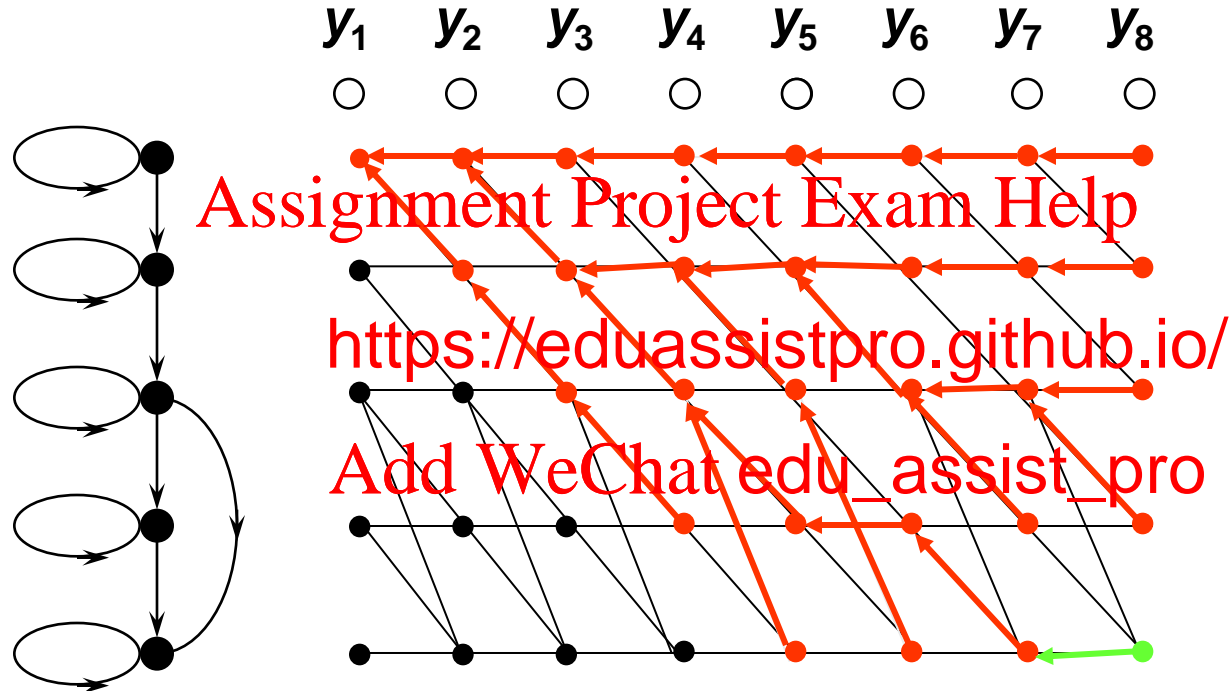 y1 y2 y3 y4 y5 y6 y7 y8
Assignment Project Exam Help
https://eduassistpro.github.io/
Add WeChat edu_assist_pro